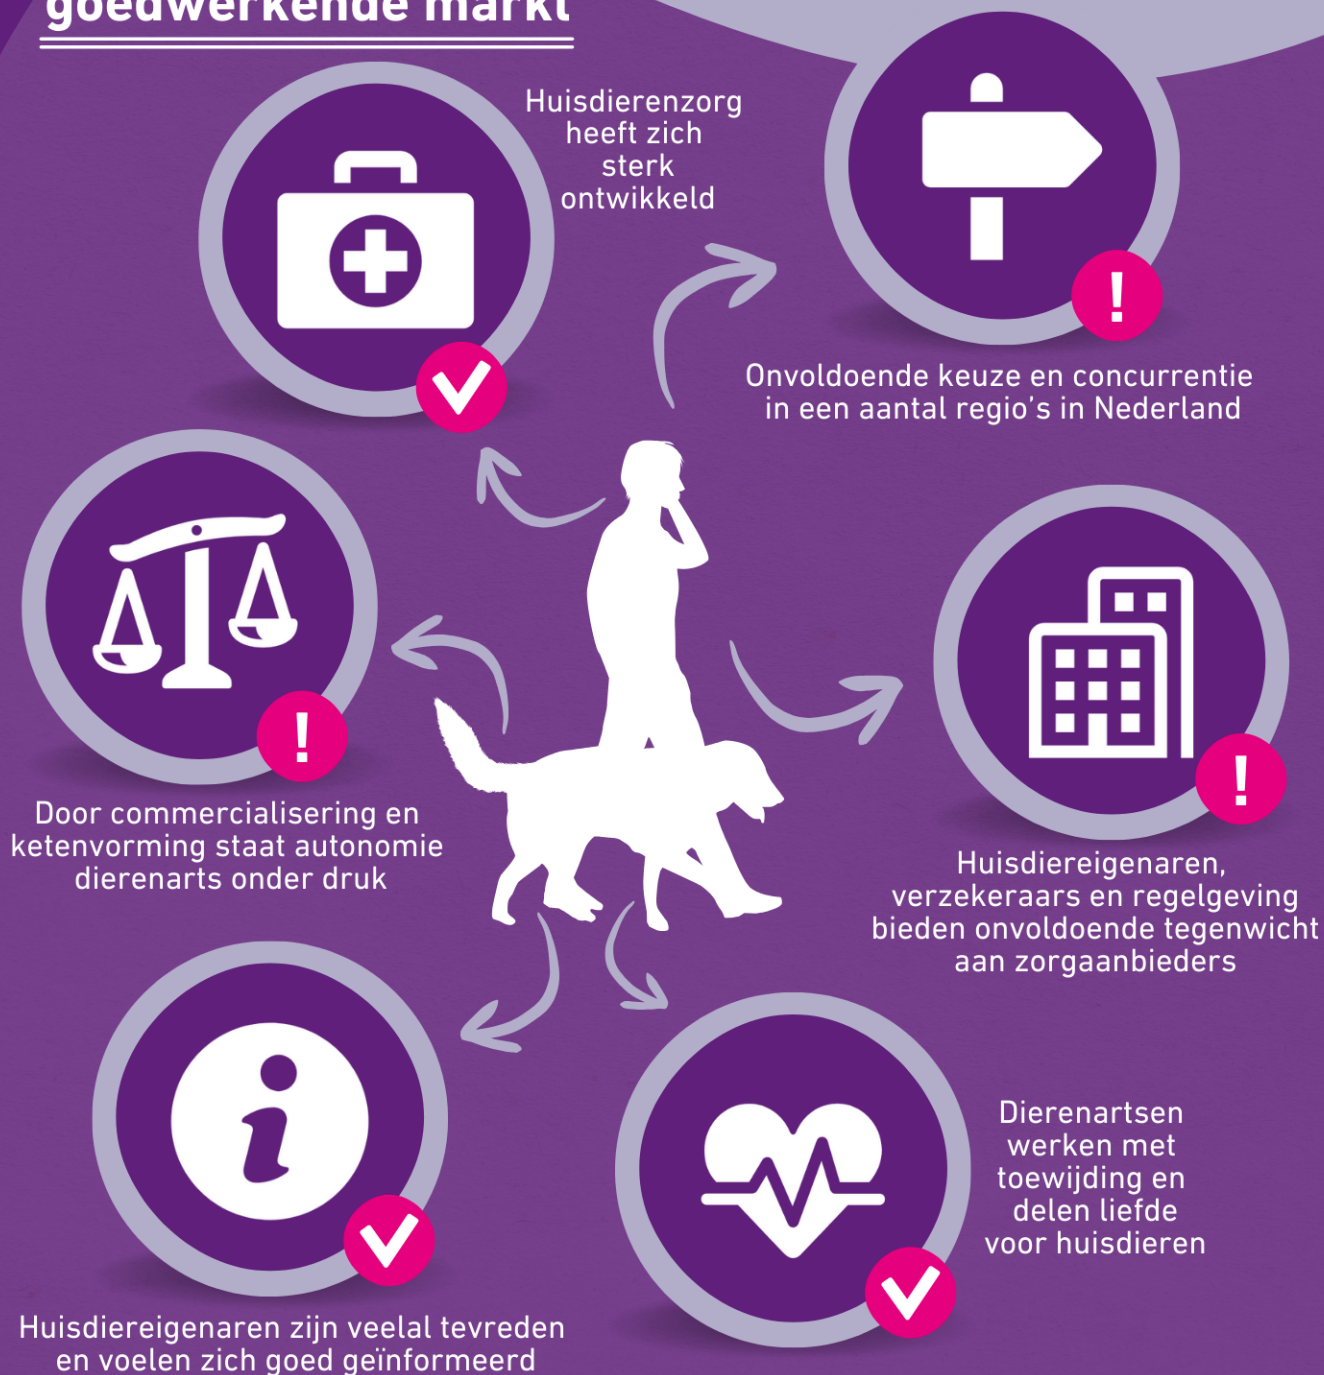 goedwerkende markt
Huisdierenzorg
heeft zich
sterk
ontwikkeld
!
Onvoldoende keuze en concurrentie
in een aantal regio's in Nederland
!
Door commercialisering en
ketenvorming staat autonomie
dierenarts onder druk
!
Huisdiereigenaren,
verzekeraars en regelgeving
bieden onvoldoende tegenwicht
aan zorgaanbieders
i
Huisdiereigenaren zijn veelal tevreden
en voelen zich goed geïnformeerd
Dierenartsen
werken met
toewijding en
delen liefde
voor huisdieren